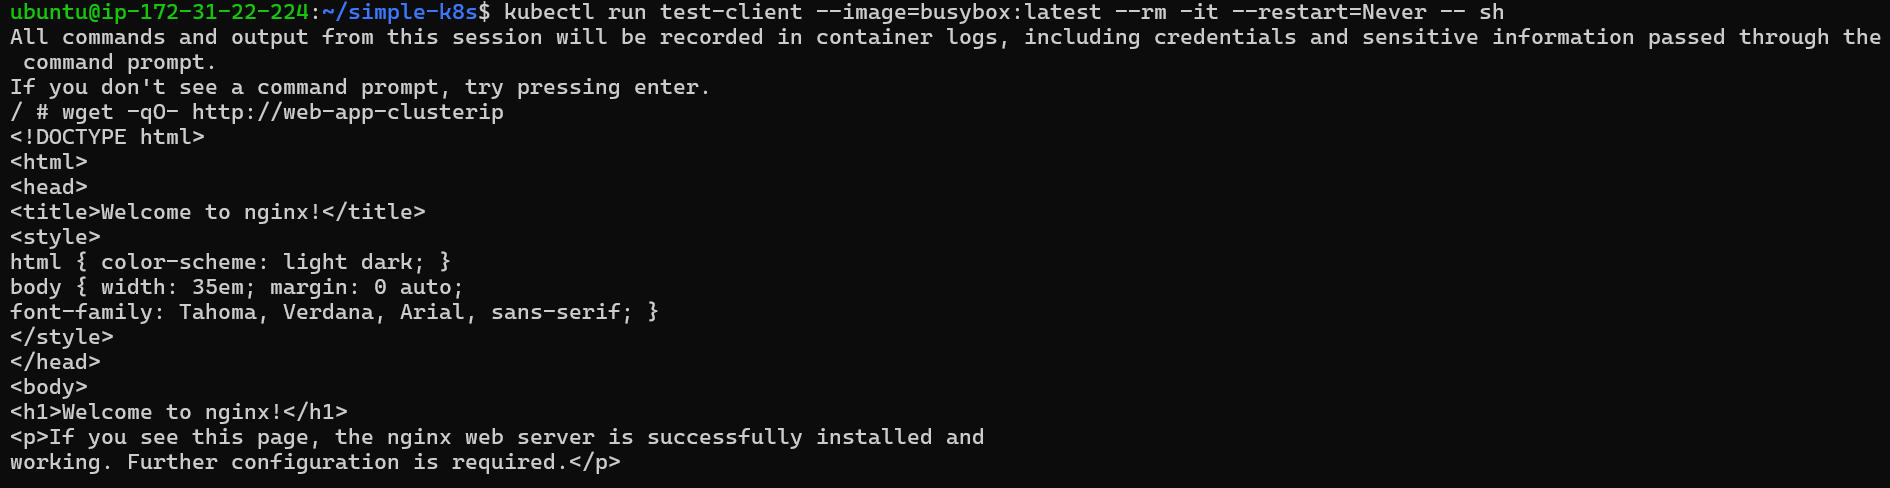 ubuntu@ip-172-31-22-224:~/simple-k8s$ kubectl run test-client --image=busybox:latest --rm -it --restart=Never -- sh
All commands and output from this session will be recorded in container logs, including credentials and sensitive information passed through the
 command prompt.
If you don't see a command prompt, try pressing enter.
/ # wget -qO- http://web-app-clusterip
<!DOCTYPE html>
<html>
<head>
<title>Welcome to nginx!</title>
<style>
html { color-scheme: light dark; }
body { width: 35em; margin: 0 auto;
font-family: Tahoma, Verdana, Arial, sans-serif; }
</style>
</head>
<body>
<h1>Welcome to nginx!</h1>
<p>If you see this page, the nginx web server is successfully installed and
working. Further configuration is required.</p>